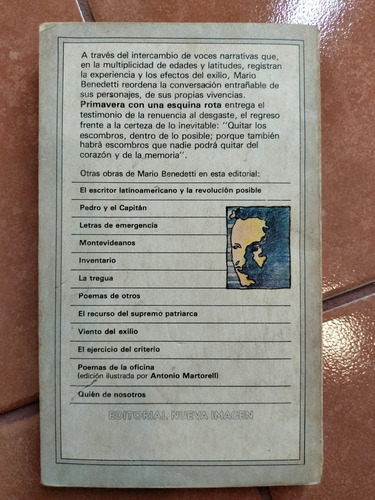 A través del intercambio de voces narrativas que,
en la multiplicidad de edades y latitudes, registran
la experiencia y los efectos del exilio, Mario
Benedetti reordena la conversación entrañable de
sus personajes, de sus propias vivencias.
Primavera con una esquina rota entrega el
testimonio de la renuencia al desgaste, el regreso
frente a la certeza de lo inevitable: "Quitar los
escombros, dentro de lo posible; porque también
habrá escombros que nadie podrá quitar del
corazón y de la memoria".
Otras obras de Mario Benedetti en esta editorial:
El escritor latinoamericano y la revolución posible
Pedro y el Capitán
Letras de emergencia
Montevideanos
Inventario
La tregua
Poemas de otros
El recurso del supremo patriarca
Viento del exilio
El ejercicio del criterio
Poemas de la oficina
(edición ilustrada por Antonio Martorell)
Quién de nosotros
EDITORIAL NUEVA IMAGEN